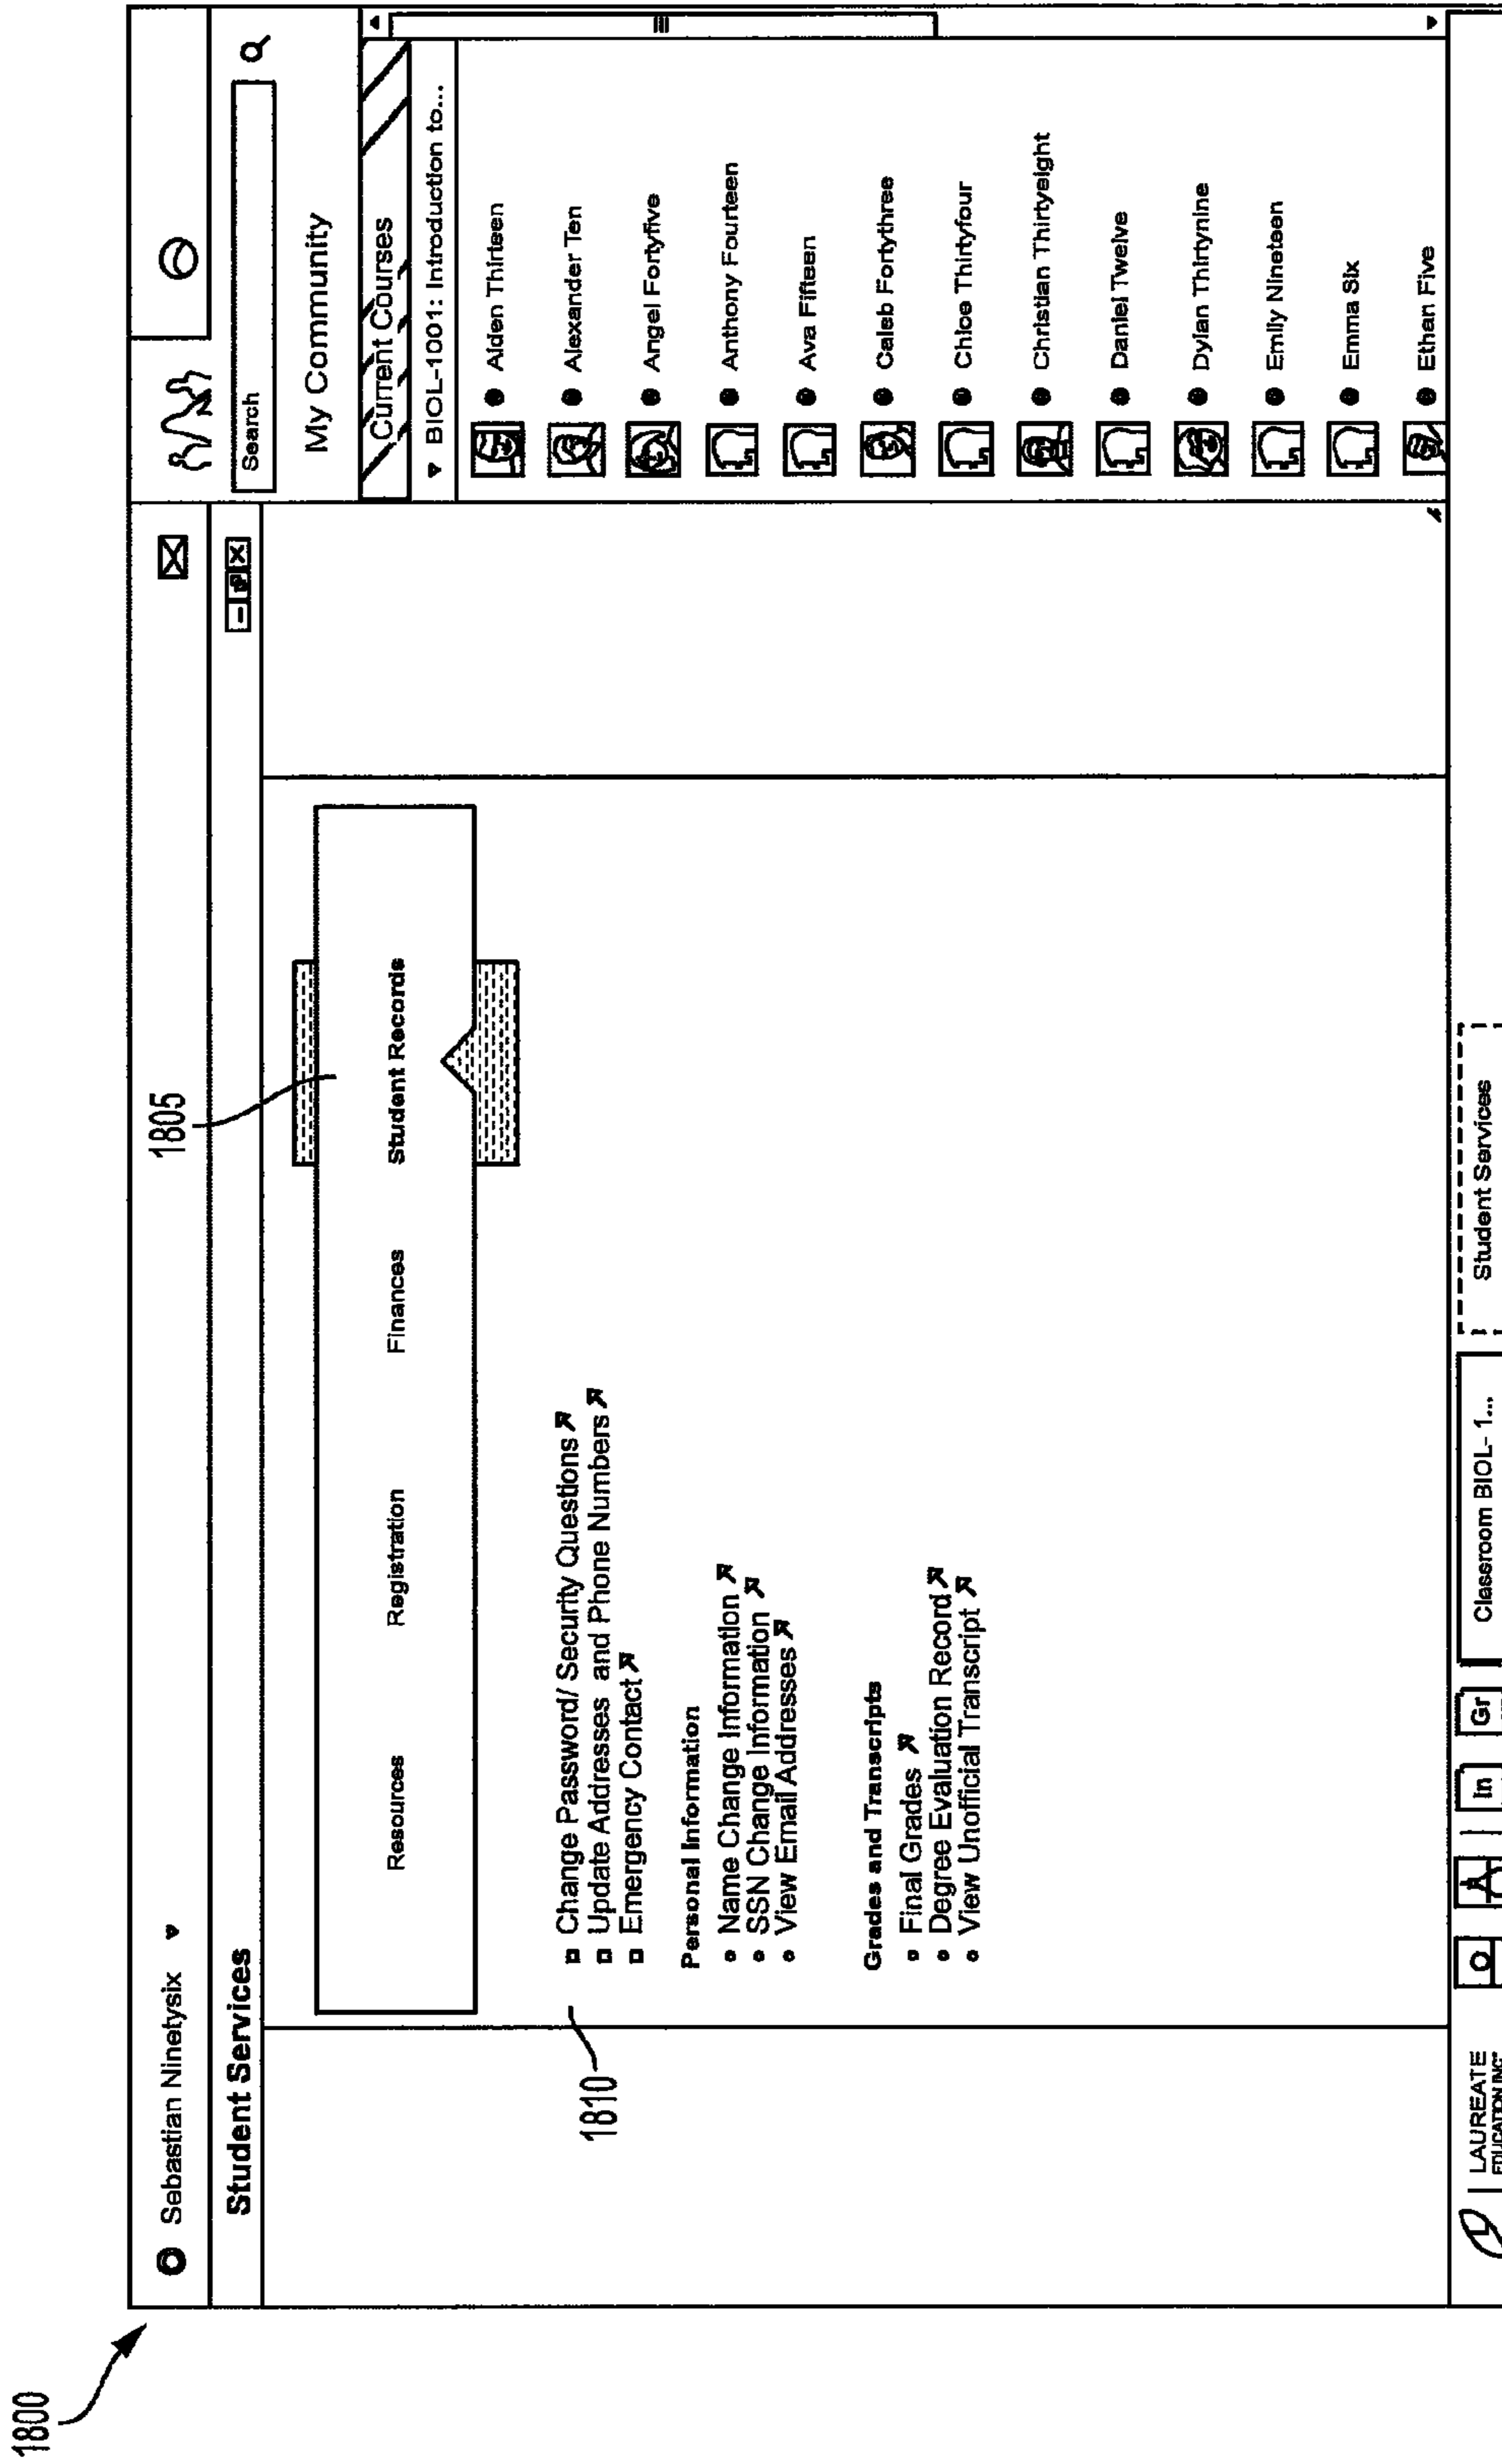 1800
Sebastian Ninetysix
Student Services
1805
Resources
Registration
Finances
Student Records
1810
Change Password/ Security Questions
Update Addresses and Phone Numbers
Emergency Contact
Personal Information
Name Change Information
SSN Change Information
View Email Addresses
Grades and Transcripts
Final Grades
Degree Evaluation Record
View Unofficial Transcript
Search
My Community
Current Courses
BIOL-1001: Introduction to...
Aiden Thirteen
Alexander Ten
Angel Fortyfive
Anthony Fourteen
Ava Fifteen
Caleb Fortythree
Chloe Thirtyfour
Christian Thirtyeight
Daniel Twelve
Dylan Thirtynine
Emily Nineteen
Emma Six
Ethan Five
LAUREATE
EDUCATION INC
In
Gr
Classroom BIOL- 1...
Student Services